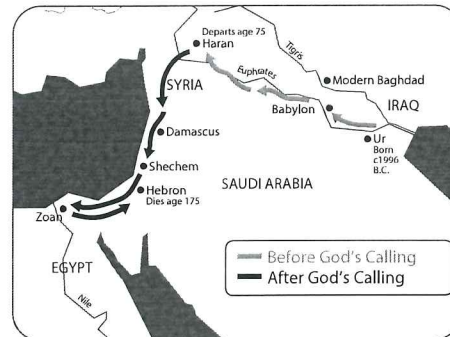 Departs age 75
Haran
Tigris
Euphrates
Modern Baghdad
SYRIA
IRAQ
Babylon
Damascus
Ur
Born
c1996
B.C.
Shechem
SAUDI ARABIA
Hebron
Dies age 175
Zoan
Before God's Calling
After God's Calling
EGYPT
Nile